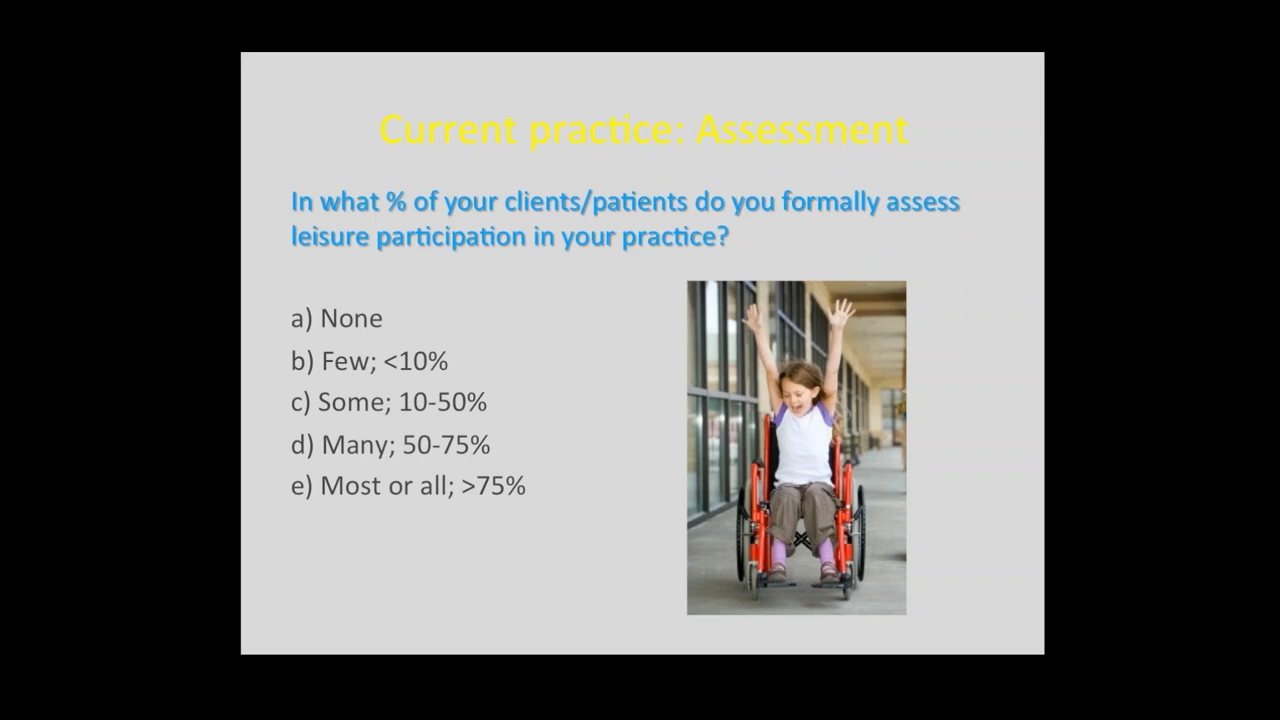 Current practice: Assessment
In what % of your clients/patients do you formally assess
leisure participation in your practice?
a) None
b) Few; <10%
c) Some; 10-50%
d) Many; 50-75%
e) Most or all; >75%